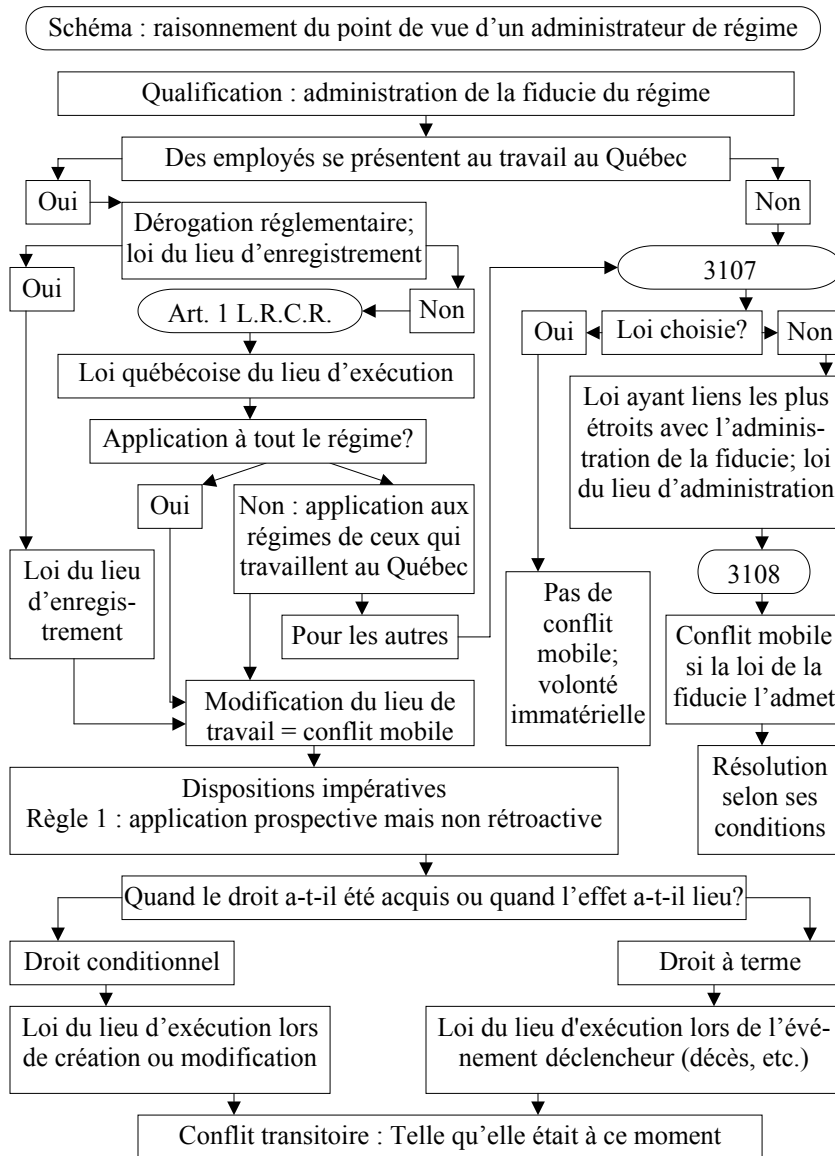 Schéma : raisonnement du point de vue d’un administrateur de régime
Qualification : administration de la fiducie du régime
Des employés se présentent au travail au Québec
Oui
Non
Dérogation réglementaire;
loi du lieu d’enregistrement
Oui
Non
3107
Art. 1 L.R.C.R.
Oui
Loi choisie?
Non
Loi québécoise du lieu d’exécution
Loi ayant liens les plus
étroits avec l’adminis-
tration de la fiducie; loi
du lieu d’administration
Application à tout le régime?
Oui
Non : application aux
régimes de ceux qui
travaillent au Québec
Loi du lieu
d’enregis-
trement
3108
Pas de
conflit
mobile;
volonté
immatérielle
Pour les autres
Conflit mobile
si la loi de la
fiducie l’admet
Modification du lieu de
travail = conflit mobile
Résolution
selon ses
conditions
Dispositions impératives
Règle 1 : application prospective mais non rétroactive
Quand le droit a-t-il été acquis ou quand l’effet a-t-il lieu?
Droit conditionnel
Droit à terme
Loi du lieu d’exécution lors
de création ou modification
Loi du lieu d'exécution lors de l’évé-
nement déclencheur (décès, etc.)
Conflit transitoire : Telle qu’elle était à ce moment